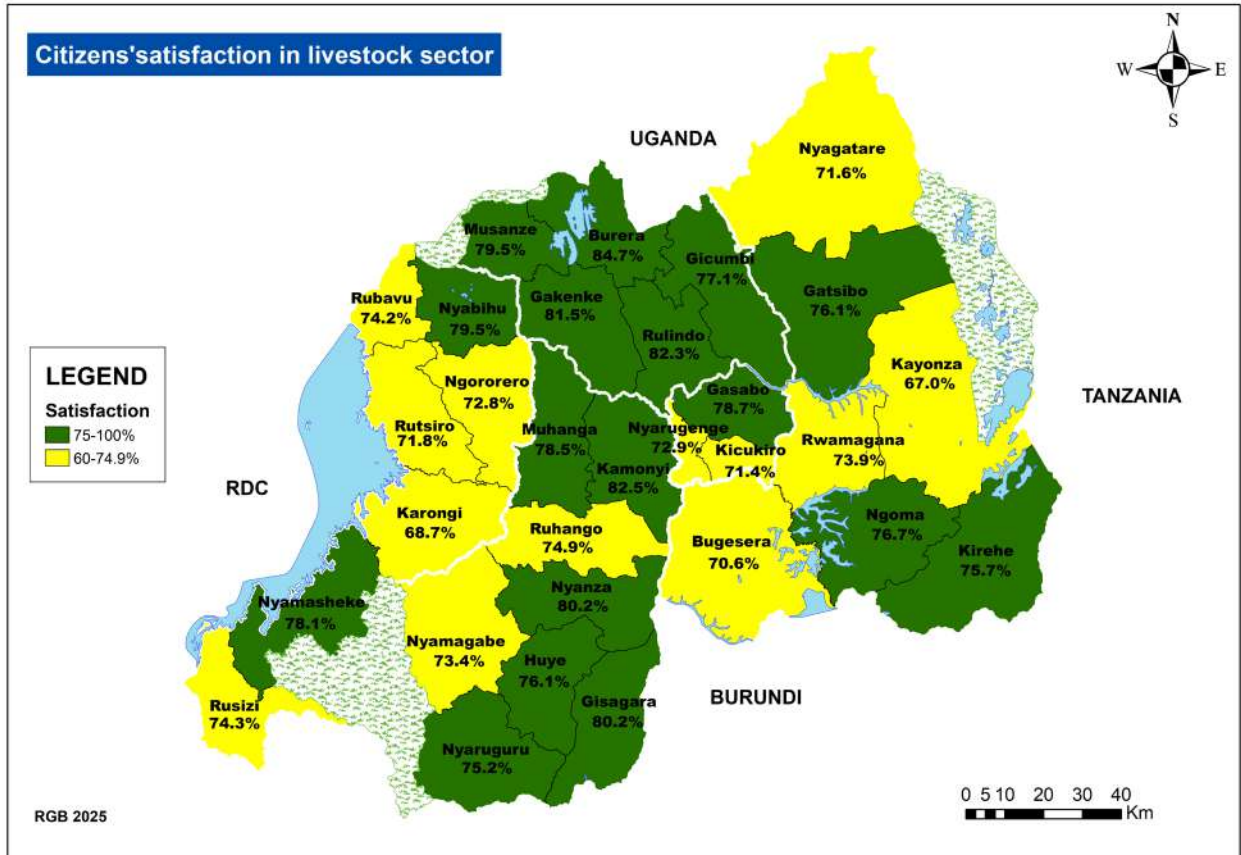 Citizens'satisfaction in livestock sector
N
W
E
S
UGANDA
Nyagatare
71.6%
Musanze
79.5%
Burera
84.7%
Gicumbi
77.1%
Gatsibo
76.1%
Rubavu
74.2%
Nyabihu
79.5%
Gakenke
81.5%
Rulindo
82.3%
Kayonza
67.0%
TANZANIA
LEGEND
Satisfaction
75-100%
60-74.9%
Ngororero
72.8%
Rutsiro
71.8%
Muhanga
78.5%
Gasabo
78.7%
Nyarugenge
72.9%
Kicukiro
71.4%
Rwamagana
73.9%
Kamonyi
82.5%
RDC
Karongi
68.7%
Ruhango
74.9%
Bugesera
70.6%
Ngoma
76.7%
Kirehe
75.7%
Nyamasheke
78.1%
Nyanza
80.2%
Nyamagabe
73.4%
Huye
76.1%
Gisagara
80.2%
BURUNDI
Rusizi
74.3%
Nyaruguru
75.2%
RGB 2025
0 5 10 20 30 40
Km